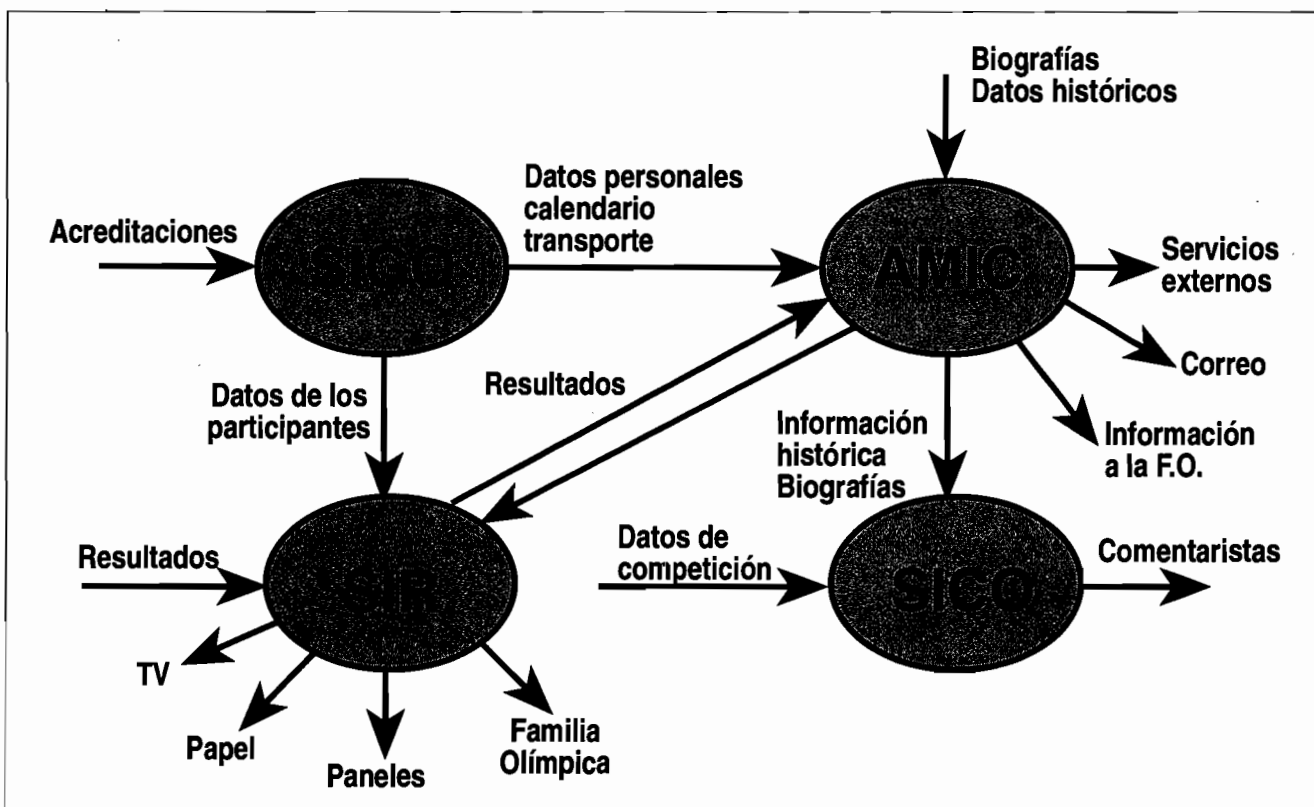 Biografías
Datos históricos
Acreditaciones
SIGO
Datos personales
calendario
transporte
AMIC
Servicios
externos
Correo
Información
a la F.O.
Datos de los
participantes
Resultados
Información
histórica
Biografías
Resultados
SIR
Datos de
competición
SICO
Comentaristas
TV
Papel
Paneles
Familia
Olímpica